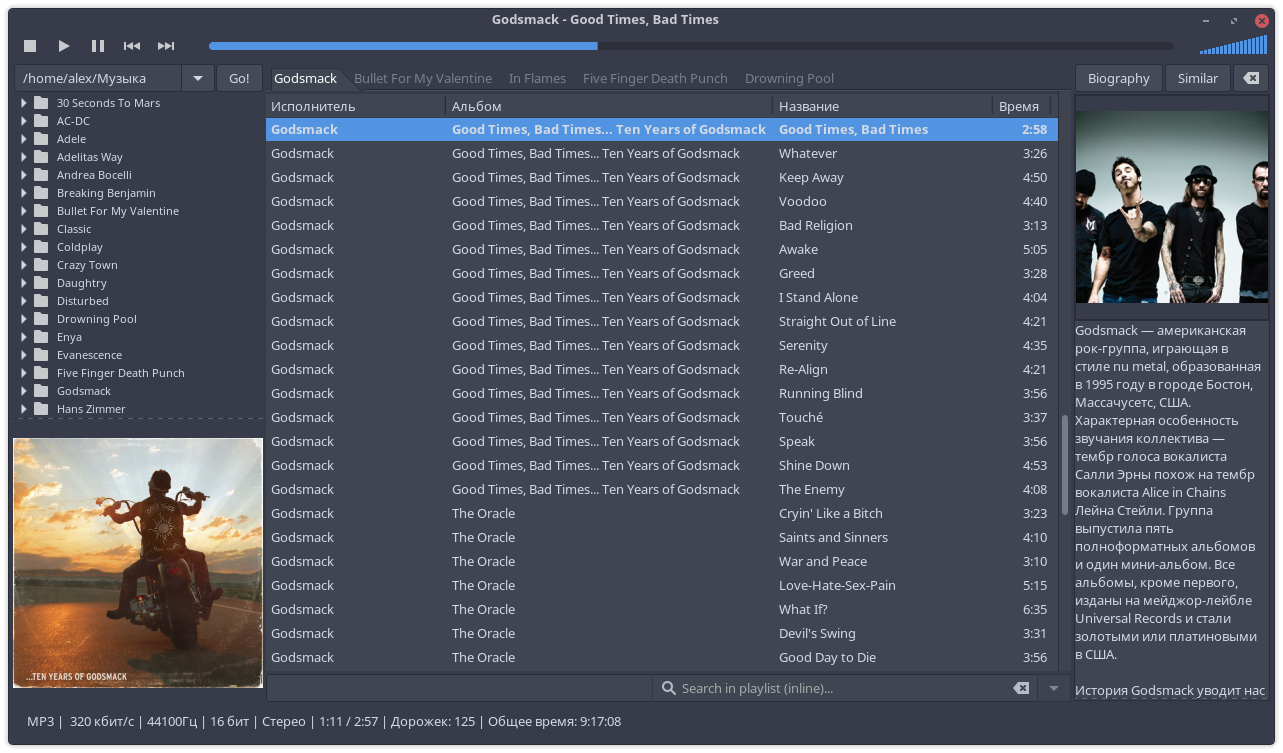 Godsmack - Good Times, Bad Times
/home/alex/Музыка Go!
Godsmack Bullet For My Valentine In Flames Five Finger Death Punch Drowning Pool
Biography Similar
30 Seconds To Mars
AC-DC
Adele
Adelitas Way
Andrea Bocelli
Breaking Benjamin
Bullet For My Valentine
Classic
Coldplay
Crazy Town
Daughtry
Disturbed
Drowning Pool
Enya
Evanescence
Five Finger Death Punch
Godsmack
Hans Zimmer
GOOD TIMES
...TEN YEARS OF GODSMACK
Исполнитель Альбом Название Время
Godsmack Good Times, Bad Times... Ten Years of Godsmack Good Times, Bad Times 2:58
Godsmack Good Times, Bad Times... Ten Years of Godsmack Whatever 3:26
Godsmack Good Times, Bad Times... Ten Years of Godsmack Keep Away 4:50
Godsmack Good Times, Bad Times... Ten Years of Godsmack Voodoo 4:40
Godsmack Good Times, Bad Times... Ten Years of Godsmack Bad Religion 3:13
Godsmack Good Times, Bad Times... Ten Years of Godsmack Awake 5:05
Godsmack Good Times, Bad Times... Ten Years of Godsmack Greed 3:28
Godsmack Good Times, Bad Times... Ten Years of Godsmack I Stand Alone 4:04
Godsmack Good Times, Bad Times... Ten Years of Godsmack Straight Out of Line 4:21
Godsmack Good Times, Bad Times... Ten Years of Godsmack Serenity 4:35
Godsmack Good Times, Bad Times... Ten Years of Godsmack Re-Align 4:21
Godsmack Good Times, Bad Times... Ten Years of Godsmack Running Blind 3:56
Godsmack Good Times, Bad Times... Ten Years of Godsmack Touché 3:37
Godsmack Good Times, Bad Times... Ten Years of Godsmack Speak 3:56
Godsmack Good Times, Bad Times... Ten Years of Godsmack Shine Down 4:53
Godsmack Good Times, Bad Times... Ten Years of Godsmack The Enemy 4:08
Godsmack The Oracle Cryin' Like a Bitch 3:23
Godsmack The Oracle Saints and Sinners 4:10
Godsmack The Oracle War and Peace 3:10
Godsmack The Oracle Love-Hate-Sex-Pain 5:15
Godsmack The Oracle What If? 6:35
Godsmack The Oracle Devil's Swing 3:31
Godsmack The Oracle Good Day to Die 3:56
Search in playlist (inline)...
Godsmack — американская
рок-группа, играющая в
стиле nu metal, образованная
в 1995 году в городе Бостон,
Массачусетс, США.
Характерная особенность
звучания коллектива —
тембр голоса вокалиста
Салли Эрны похож на тембр
вокалиста Alice in Chains
Лейна Стейли. Группа
выпустила пять
полноформатных альбомов
и один мини-альбом. Все
альбомы, кроме первого,
изданы на мейджор-лейбле
Universal Records и стали
золотыми или платиновыми
в США.
История Godsmack уводит нас
MP3 | 320 кбит/с | 44100Гц | 16 бит | Стерео | 1:11 / 2:57 | Дорожек: 125 | Общее время: 9:17:08